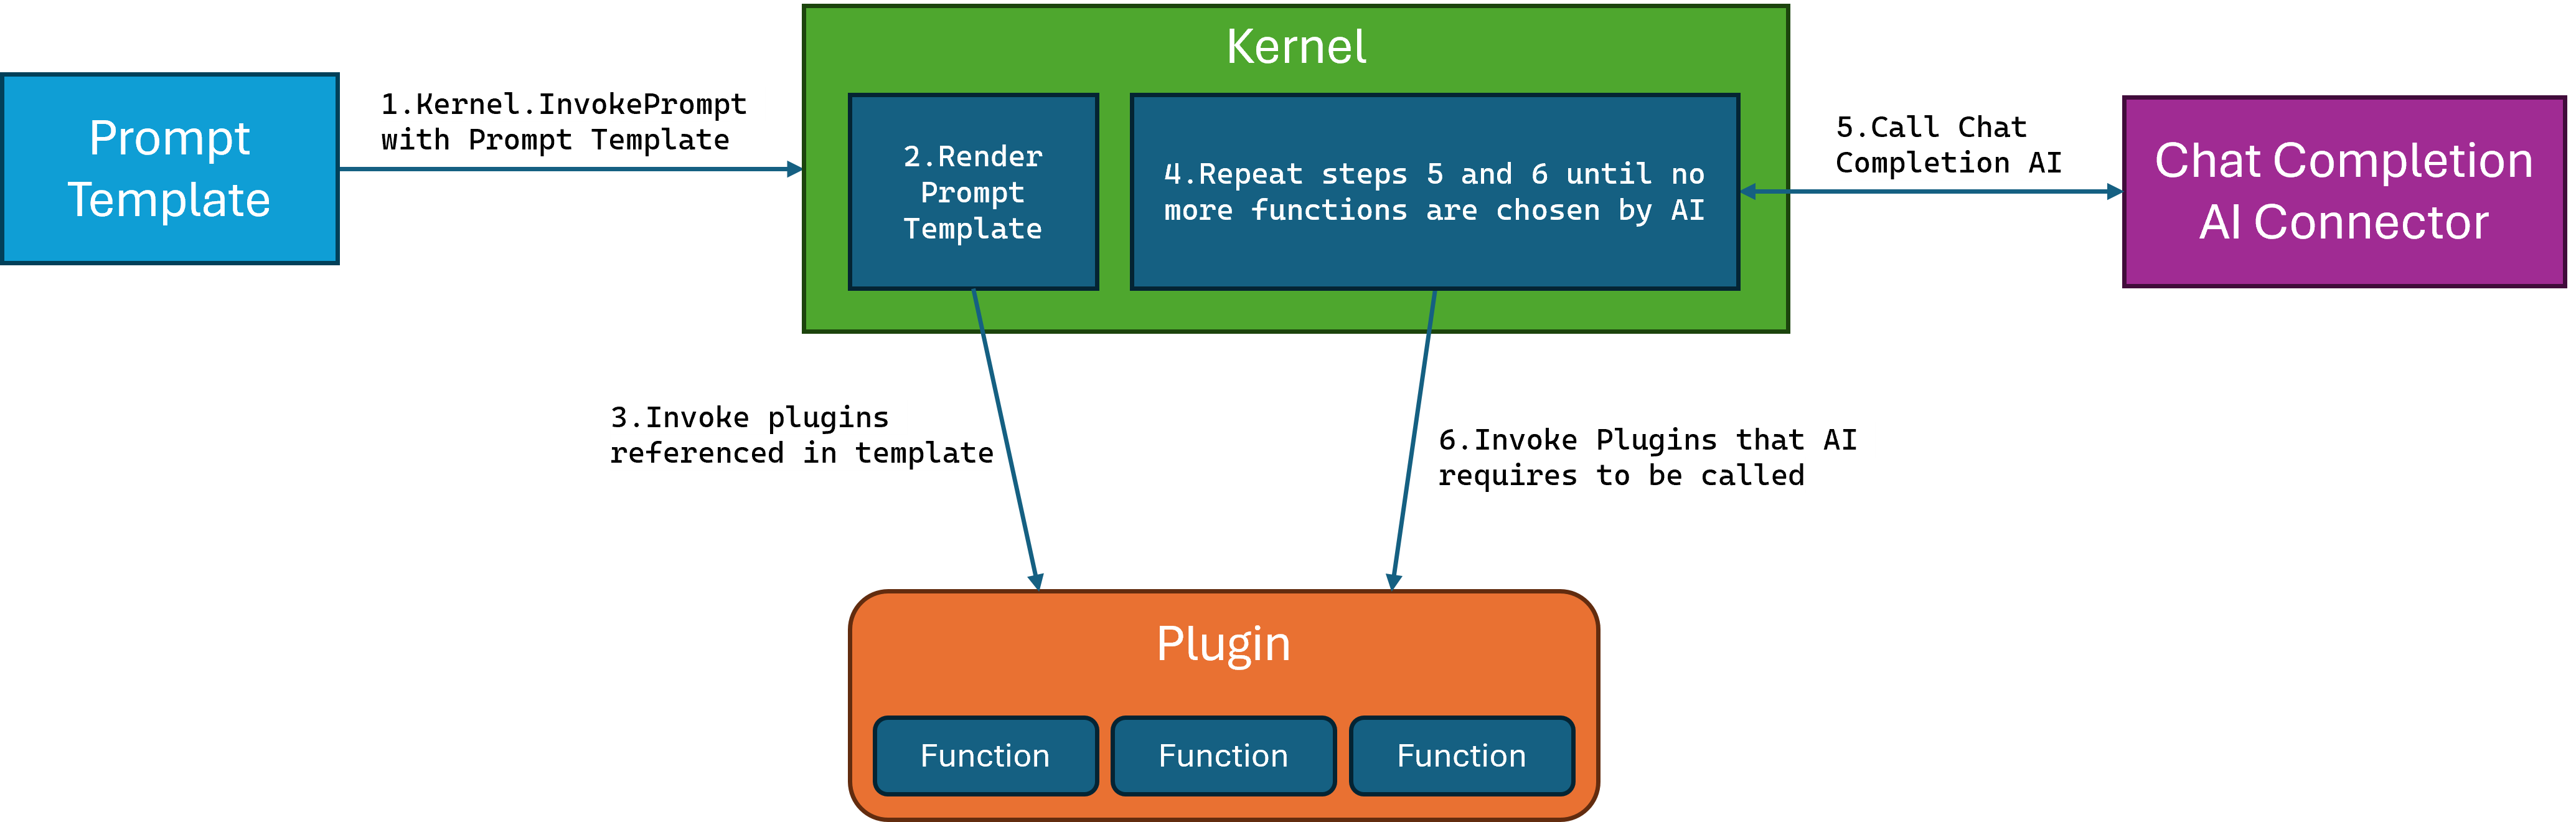 Kernel
Prompt
Template
1.Kernel.InvokePrompt
with Prompt Template
2.Render
Prompt
Template
4.Repeat steps 5 and 6 until no
more functions are chosen by AI
5.Call Chat
Completion AI
Chat Completion
AI Connector
3.Invoke plugins
referenced in template
6.Invoke Plugins that AI
requires to be called
Plugin
Function
Function
Function